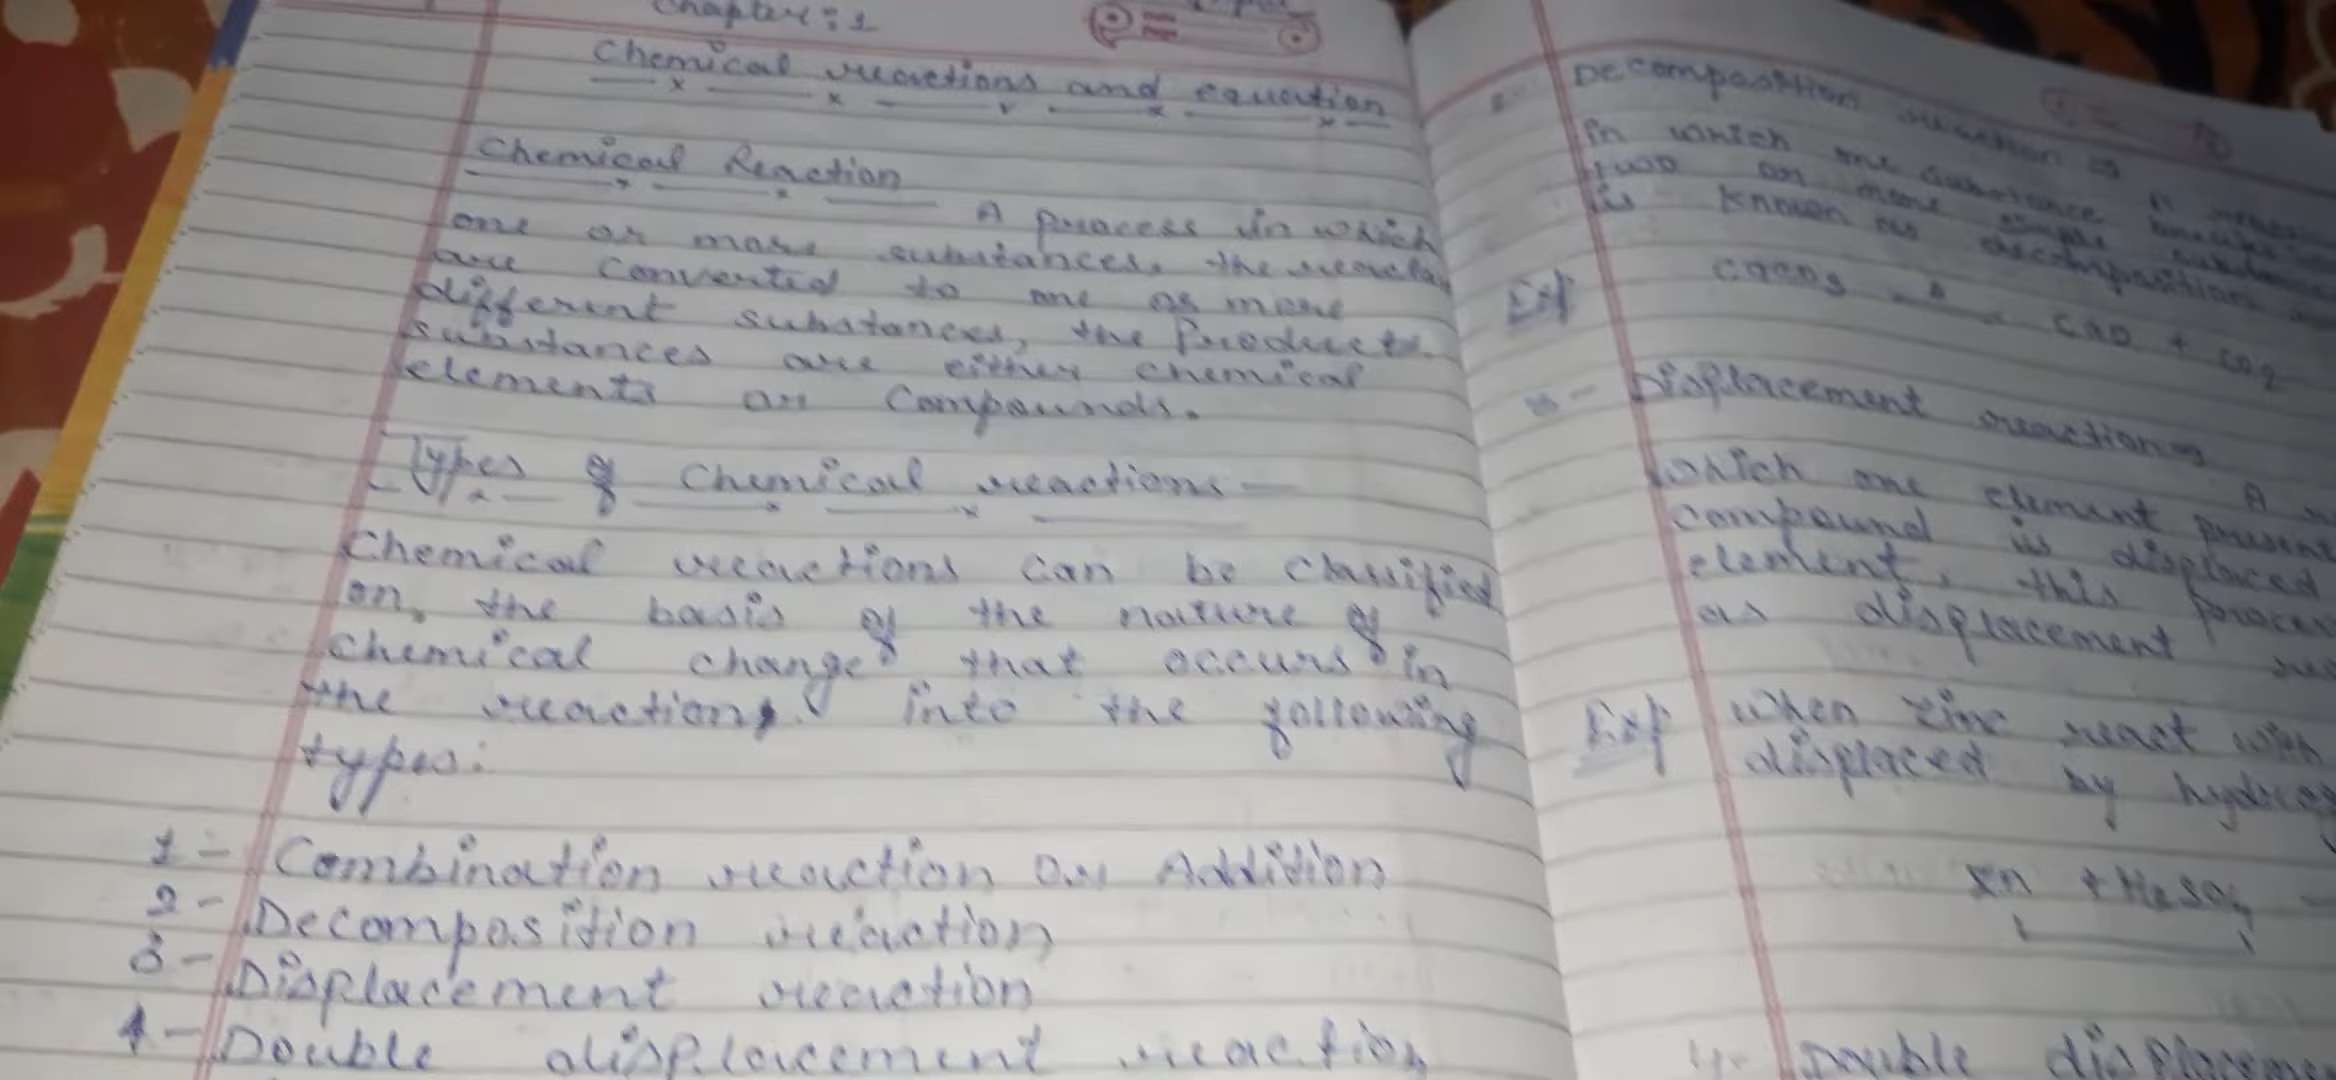 Chapter: 1
Chemical reactions and equation
Chemical Reaction
A process in which
one or more substances, the
are converted to one or more
different substances, the Products.
substances are either chemical
elements or compounds.
Types of Chemical reactions
Chemical reactions can be classified
on, the basis of the nature of
chemical change that occurs in
the reactions. into the following
types:
1- Combination reaction or Addition
2- Decomposition reaction
3- Displacement reaction
4- Double displacement reaction
Decomposition reaction ⇒ A
in which one substance
two or more simple
is known as decomposition
Ex
Δ
CaO + CO2
Displacement reaction
A
which one element present
compound is displaced
element, this process
as displacement
When zinc react with
displaced by
Zn + H2SO4
4- Double